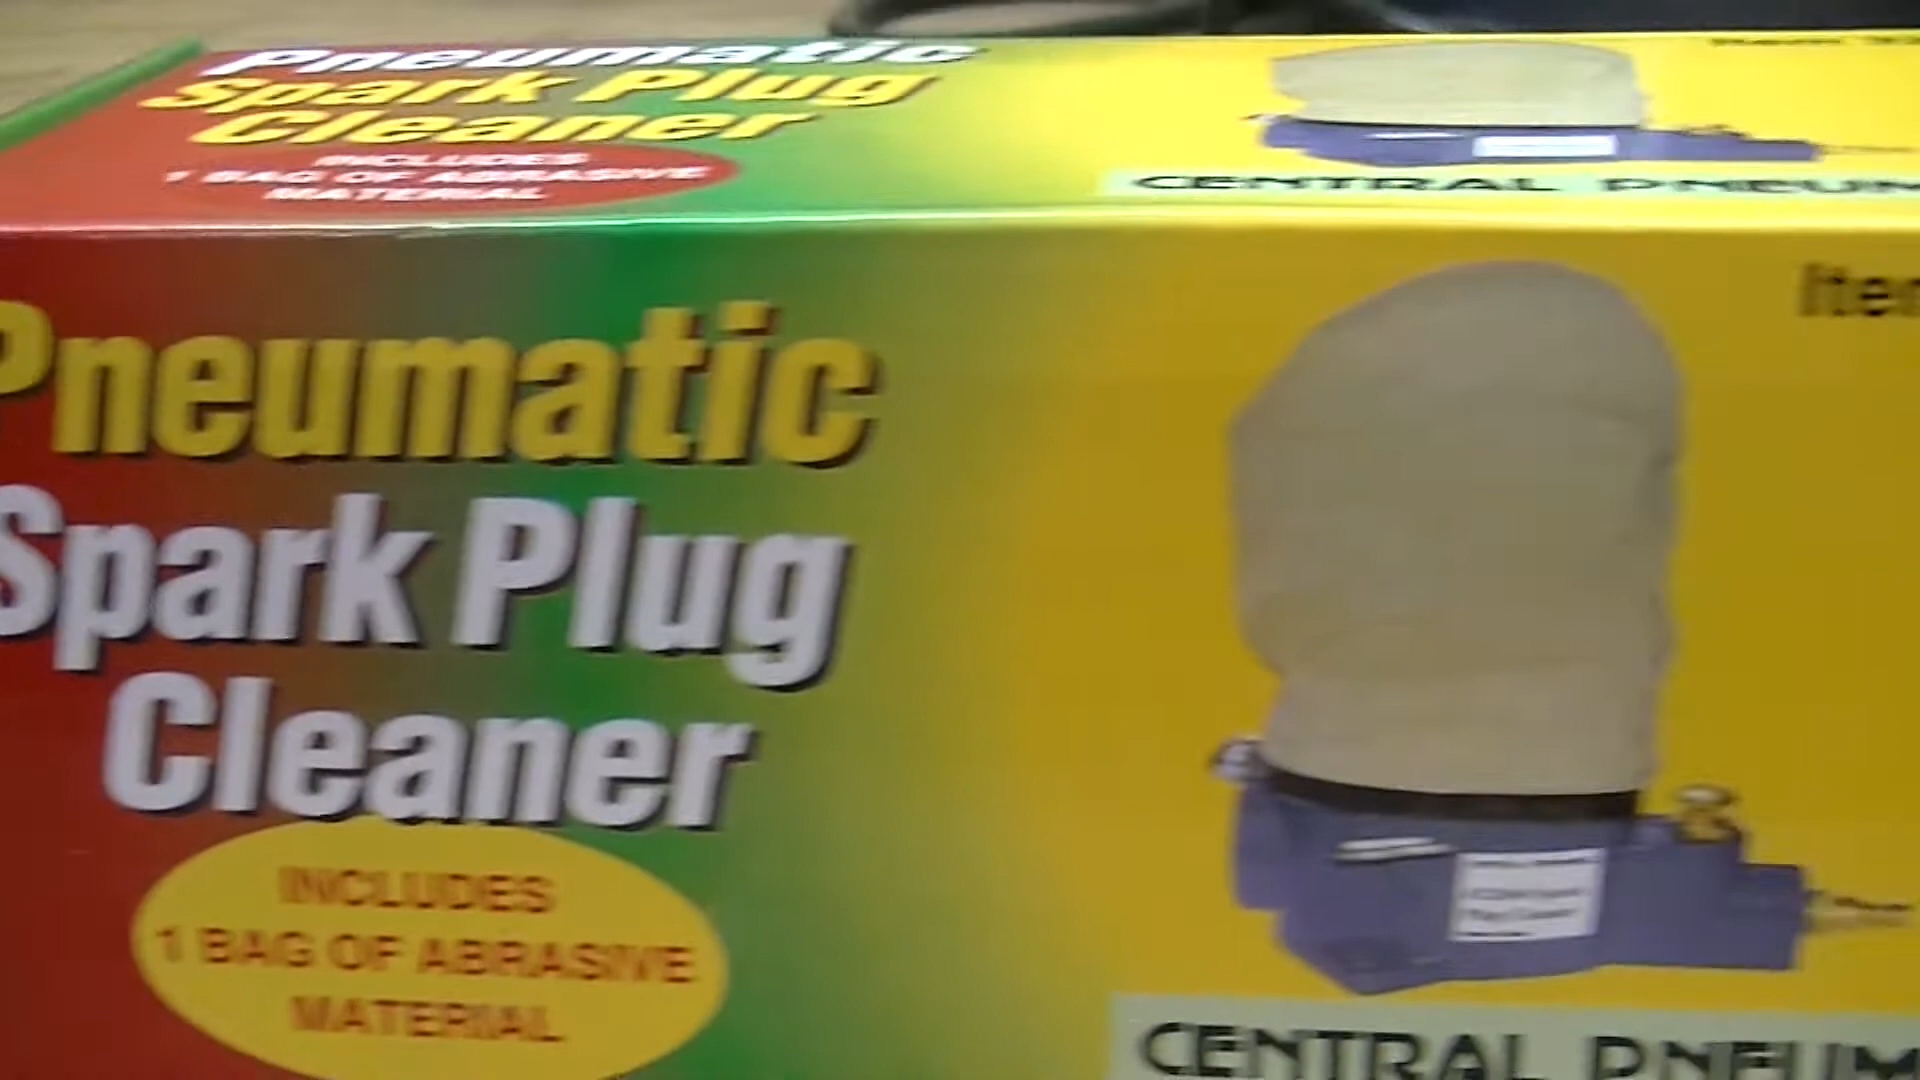 Pneumatic
Spark Plug
Cleaner
INCLUDES
1 BAG OF ABRASIVE
MATERIAL
CENTRAL PNEUM
Pneumatic
Spark Plug
Cleaner
INCLUDES
1 BAG OF ABRASIVE
MATERIAL
Iter
CENTRAL PNEUM